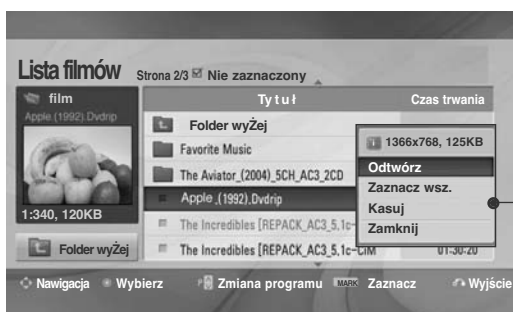 Lista filmów Strona 2/3 Nie zaznaczony
film
Apple.(1992).Dvdrip
1:340, 120KB
Folder wyŻej
Tytuł Czas trwania
Folder wyŻej
Favorite Music
The Aviator_(2004)_5CH_AC3_2CD
Apple ,(1992),Dvdrip
The Incredibles [REPACK_AC3_5,1c-
The Incredibles [REPACK_AC3_5,1c-CiM 01:30:20
1366x768, 125KB
Odtwórz
Zaznacz wsz.
Kasuj
Zamknij
Nawigacja Wybierz Zmiana programu MARK Zaznacz Wyjście